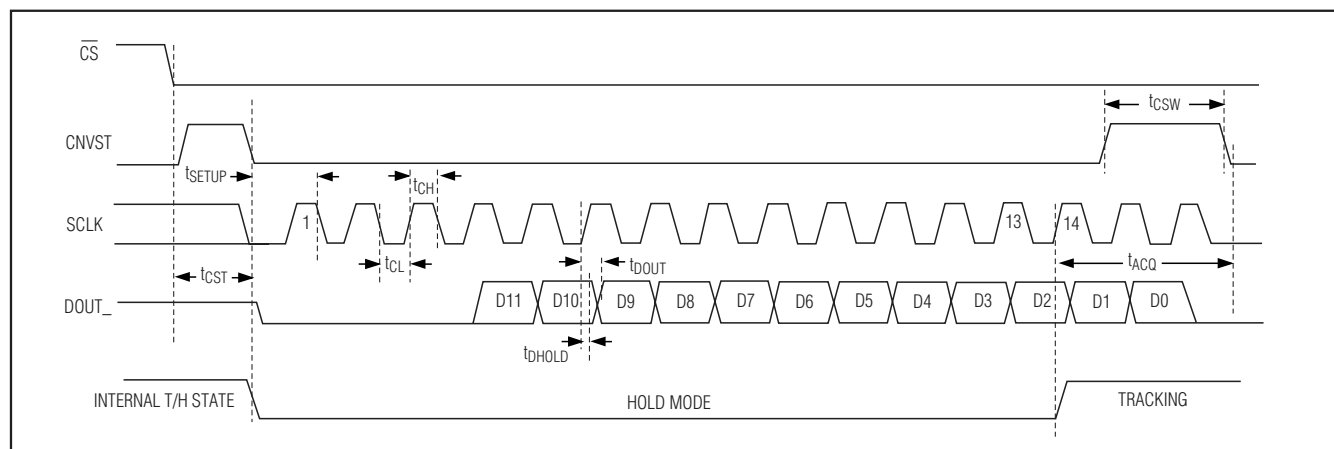 CS
tCSW
CNVST
tSETUP
tCH
SCLK
1
13
14
tCST
tCL
tDOUT
tACQ
DOUT_
D11 D10 D9 D8 D7 D6 D5 D4 D3 D2 D1 D0
tDHOLD
INTERNAL T/H STATE
HOLD MODE
TRACKING